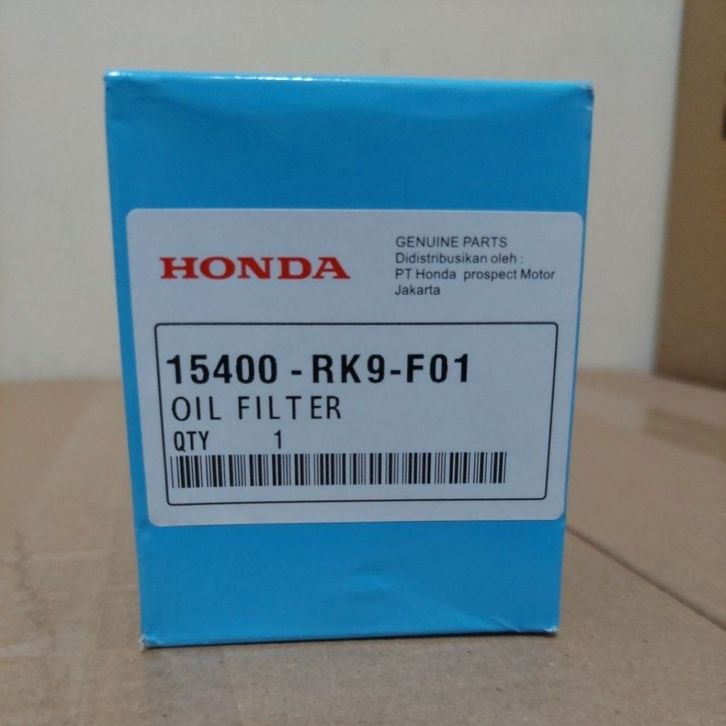 HONDA
GENUINE PARTS
Didistribusikan oleh :
PT Honda prospect Motor
Jakarta
15400 - RK9-F01
OIL FILTER
QTY 1